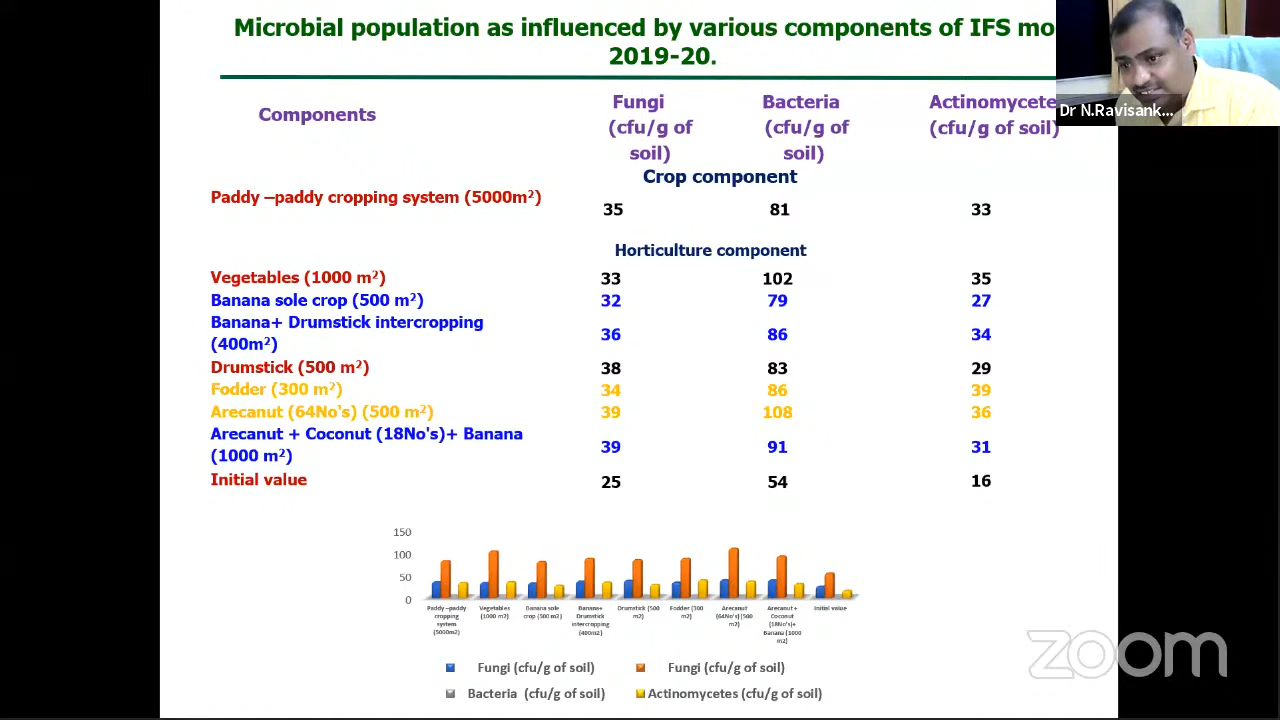 Microbial population as influenced by various components of IFS mo
2019-20.
Dr N.Ravisank...
Components
Fungi
(cfu/g of
soil)
Bacteria
(cfu/g of
soil)
Actinomycete
(cfu/g of soil)
Crop component
Paddy –paddy cropping system (5000m²) 35 81 33
Horticulture component
Vegetables (1000 m²) 33 102 35
Banana sole crop (500 m²) 32 79 27
Banana+ Drumstick intercropping
(400m²) 36 86 34
Drumstick (500 m²) 38 83 29
Fodder (300 m²) 34 86 39
Arecanut (64No's) (500 m²) 39 108 36
Arecanut + Coconut (18No's)+ Banana
(1000 m²) 39 91 31
Initial value 25 54 16
150
100
50
0
Paddy –paddy
cropping
system
(5000m2)
Vegetables
(1000 m2)
Banana sole
crop (500 m2)
Banana+
Drumstick
intercropping
(400m2)
Drumstick (500
m2)
Fodder (300
m2)
Arecanut
(64No's) (500
m2)
Arecanut +
Coconut
(18No's)+
Banana (1000
m2)
Initial value
Fungi (cfu/g of soil)
Fungi (cfu/g of soil)
Bacteria (cfu/g of soil)
Actinomycetes (cfu/g of soil)
zoom